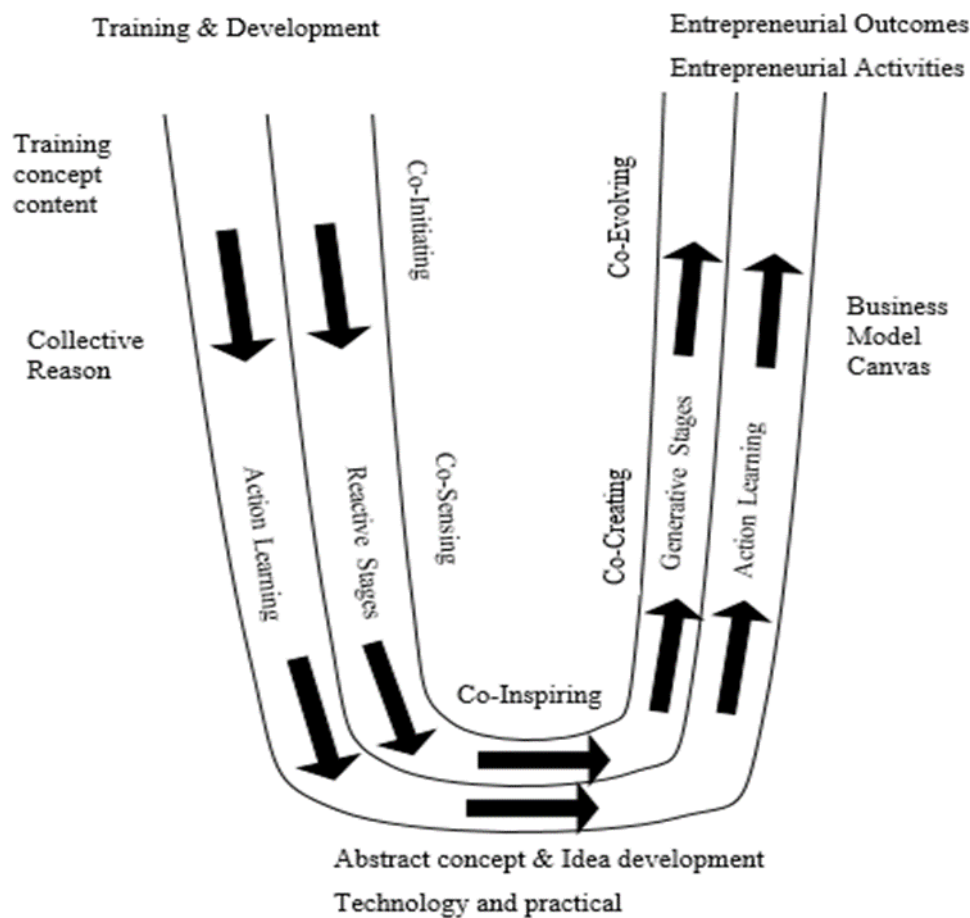 Training & Development
Entrepreneurial Outcomes
Entrepreneurial Activities
Training
concept
content
Co-Initiating
Co-Evolving
Collective
Reason
Business
Model
Canvas
Action Learning
Reactive Stages
Co-Sensing
Co-Creating
Generative Stages
Action Learning
Co-Inspiring
Abstract concept & Idea development
Technology and practical